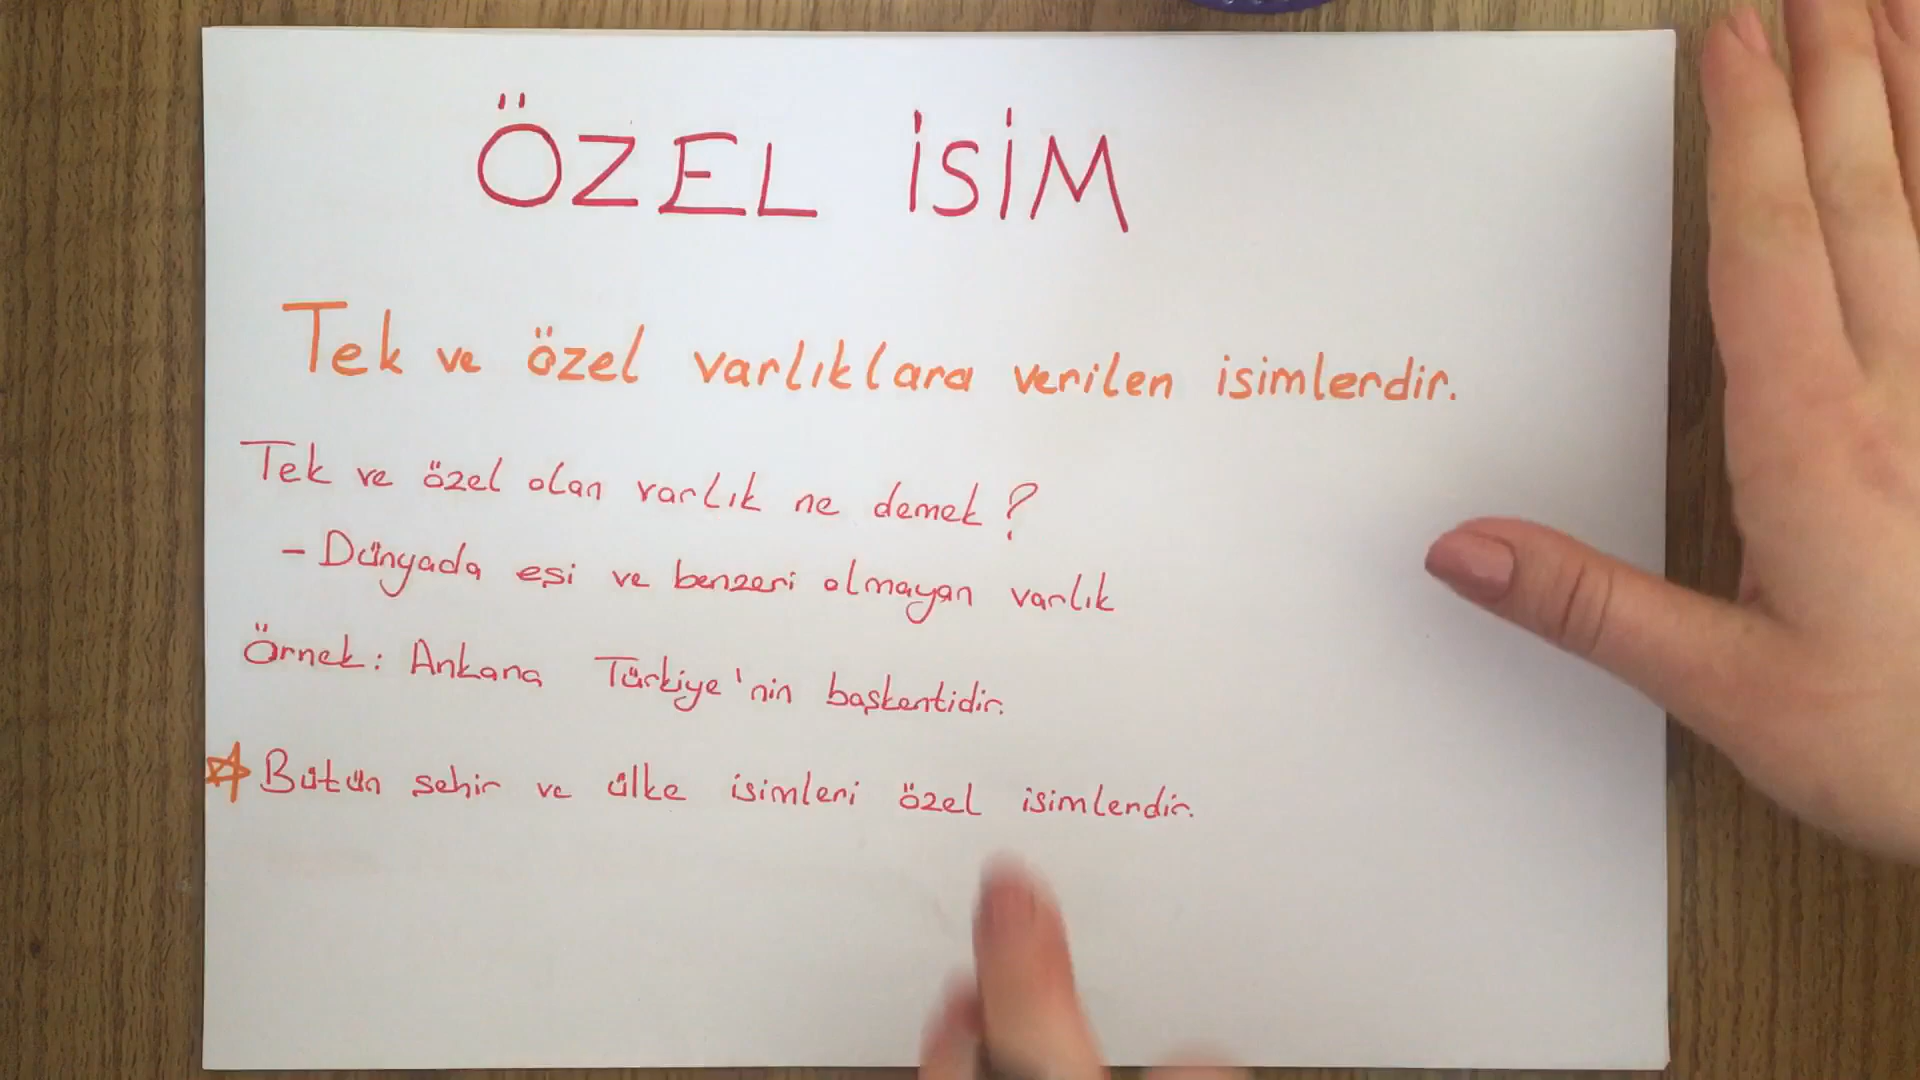 ÖZEL İSİM
Tek ve özel varlıklara verilen isimlerdir.
Tek ve özel olan varlık ne demek?
- Dünyada eşi ve benzeri olmayan varlık
Örnek: Ankara Türkiye'nin başkentidir.
Bütün sehir ve ülke isimleri özel isimlerdir.